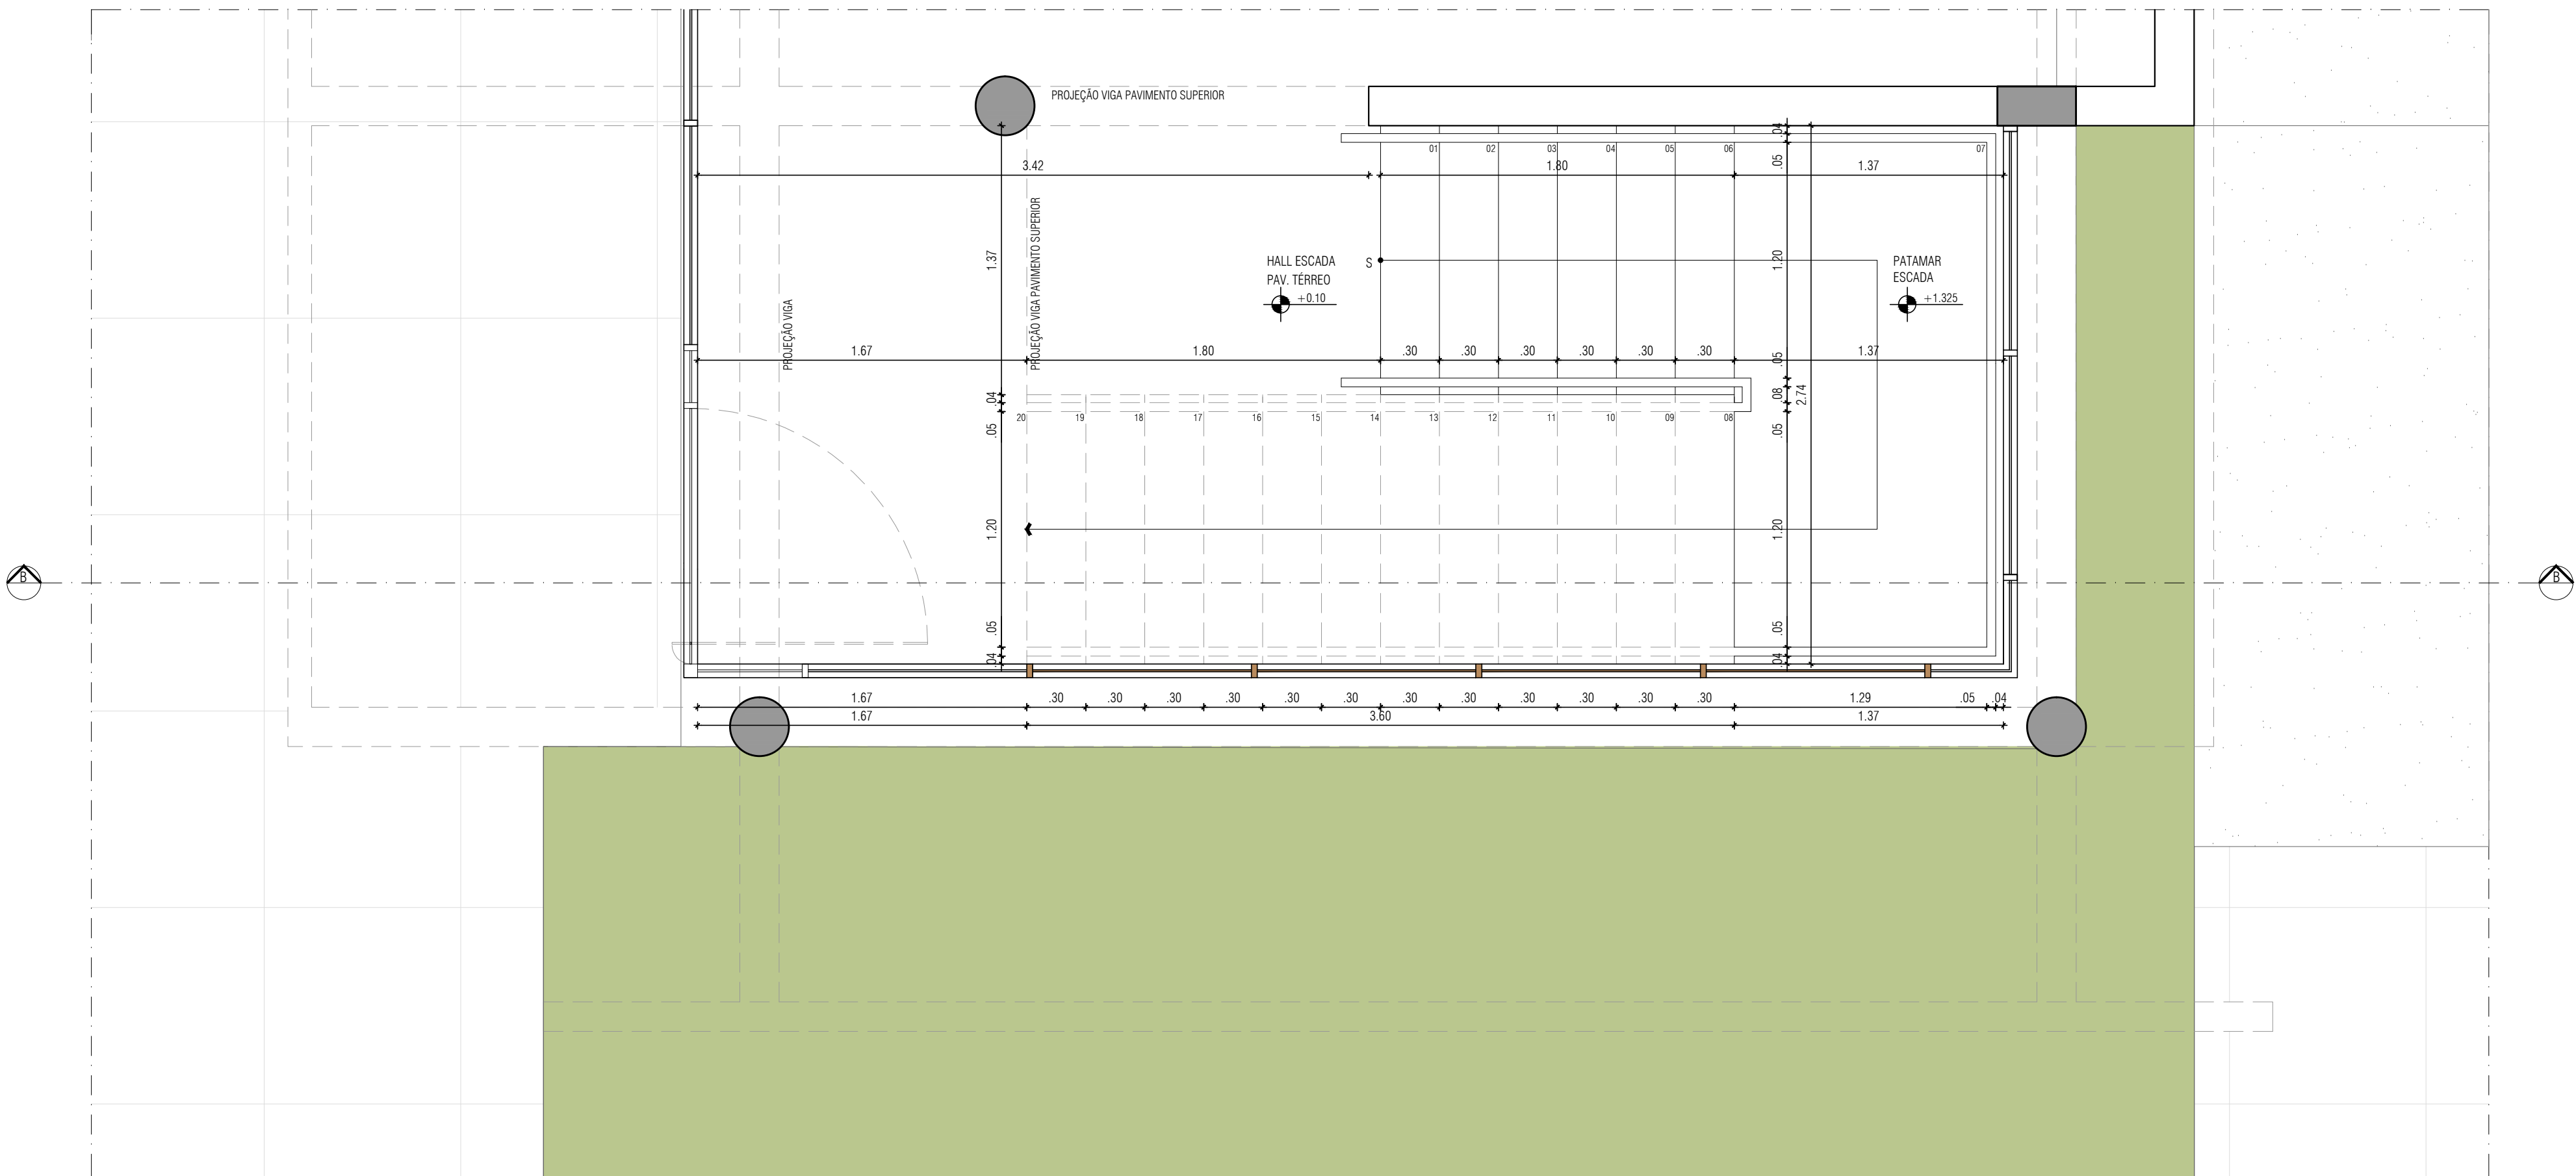 PROJEÇÃO VIGA PAVIMENTO SUPERIOR
.04
01 02 03 04 05 06 07
.05
3.42 1.80 1.37
PROJEÇÃO VIGA PAVIMENTO SUPERIOR
PROJEÇÃO VIGA
1.37
HALL ESCADA
PAV. TÉRREO
+0.10
S
1.20
PATAMAR
ESCADA
+1.325
1.67 1.80 .30 .30 .30 .30 .30 .30 1.37
.05
.04
.08
2.74
20 19 18 17 16 15 14 13 12 11 10 09 08
.05
.05
1.20
1.20
B
B
.05
.05
.04
.04
1.67 .30 .30 .30 .30 .30 .30 .30 .30 .30 .30 .30 .30 1.29 .05 .04
1.67 3.60 1.37